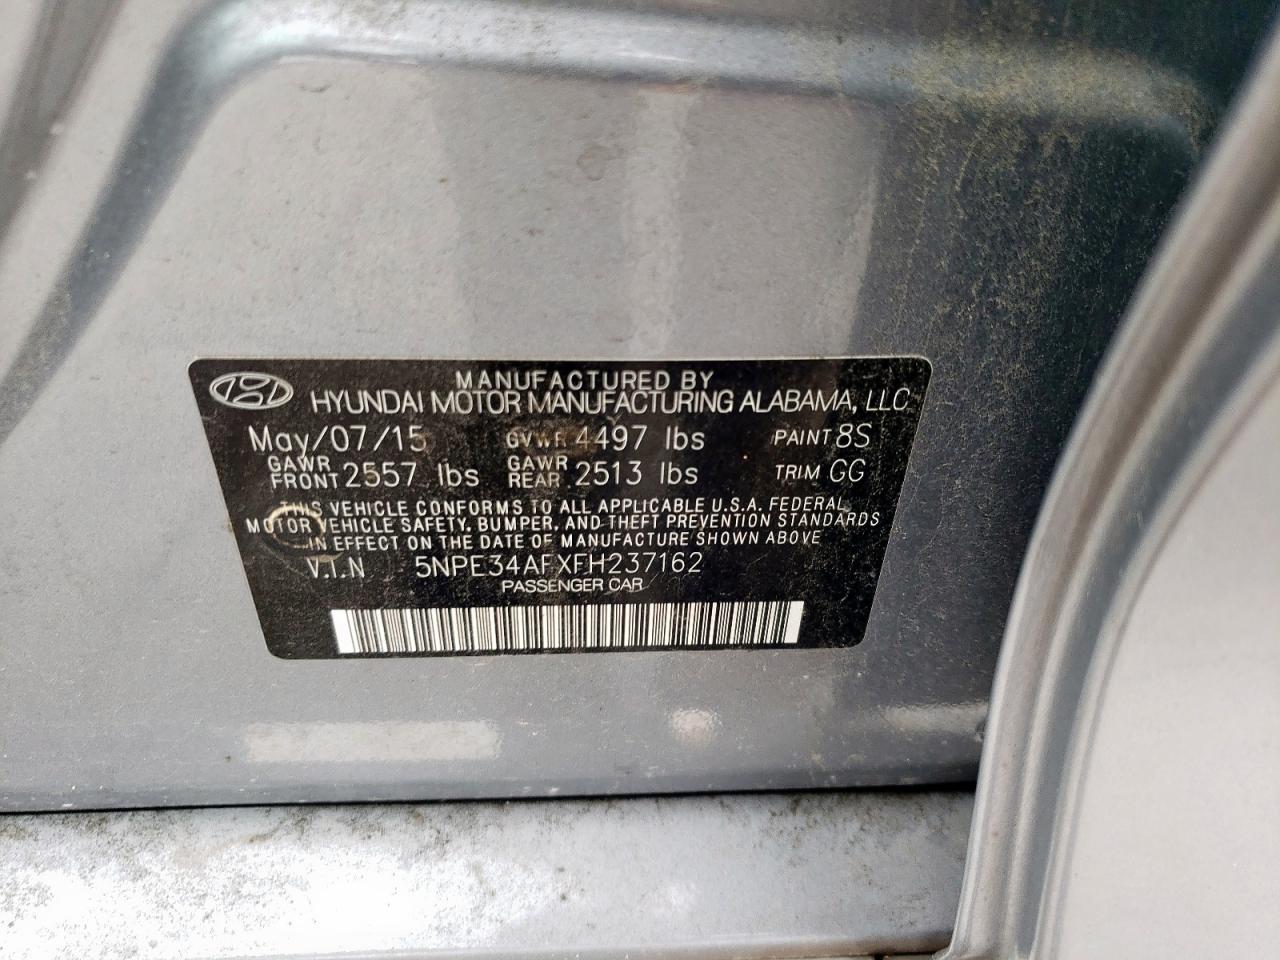 MANUFACTURED BY
HYUNDAI MOTOR MANUFACTURING ALABAMA, LLC
May/07/15 GVWR 4497 lbs PAINT 8S
GAWR FRONT 2557 lbs GAWR REAR 2513 lbs TRIM GG
THIS VEHICLE CONFORMS TO ALL APPLICABLE U.S.A. FEDERAL
MOTOR VEHICLE SAFETY, BUMPER, AND THEFT PREVENTION STANDARDS
IN EFFECT ON THE DATE OF MANUFACTURE SHOWN ABOVE
V.I.N 5NPE34AFXFH237162
PASSENGER CAR